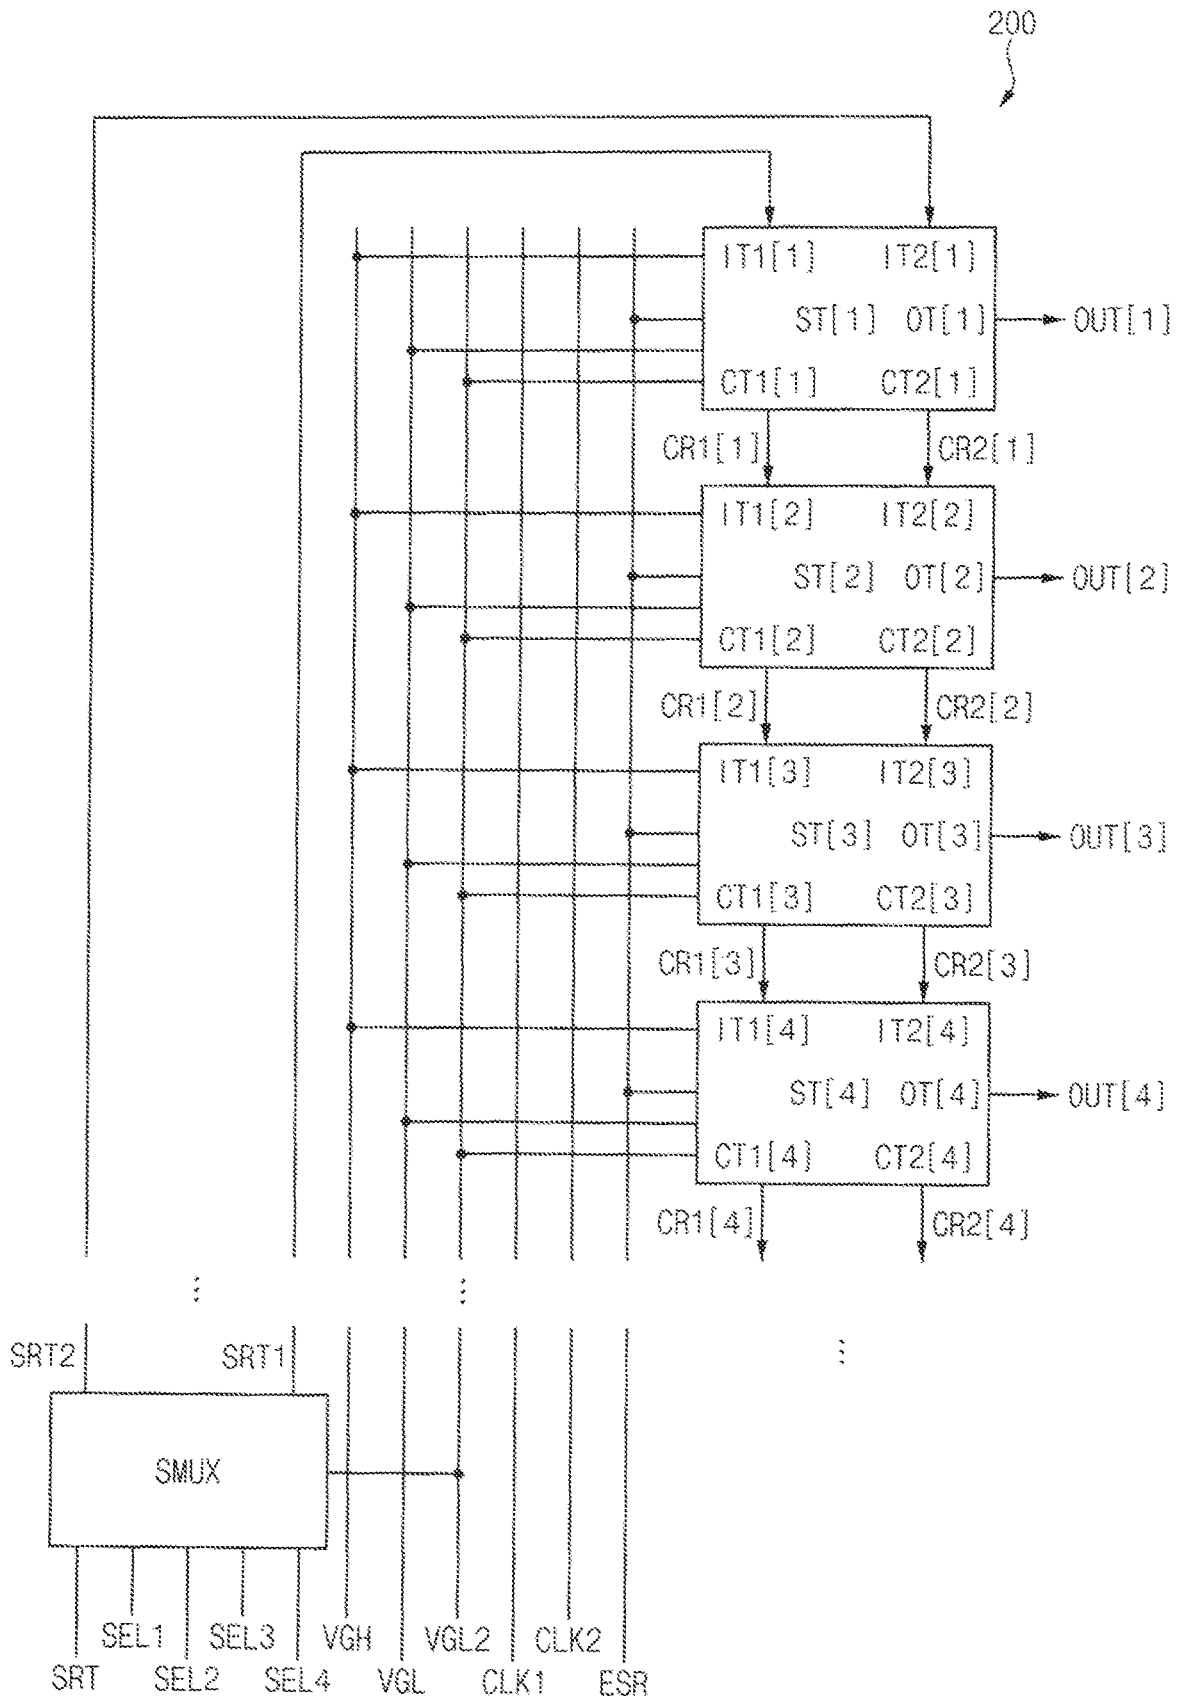 200
IT1[1] IT2[1]
ST[1] OT[1] OUT[1]
CT1[1] CT2[1]
CR1[1] CR2[1]
IT1[2] IT2[2]
ST[2] OT[2] OUT[2]
CT1[2] CT2[2]
CR1[2] CR2[2]
IT1[3] IT2[3]
ST[3] OT[3] OUT[3]
CT1[3] CT2[3]
CR1[3] CR2[3]
IT1[4] IT2[4]
ST[4] OT[4] OUT[4]
CT1[4] CT2[4]
CR1[4] CR2[4]
SRT2 SRT1
SMUX
SEL1 SEL3 VGH VGL2 CLK2
SRT SEL2 SEL4 VGL CLK1 ESR